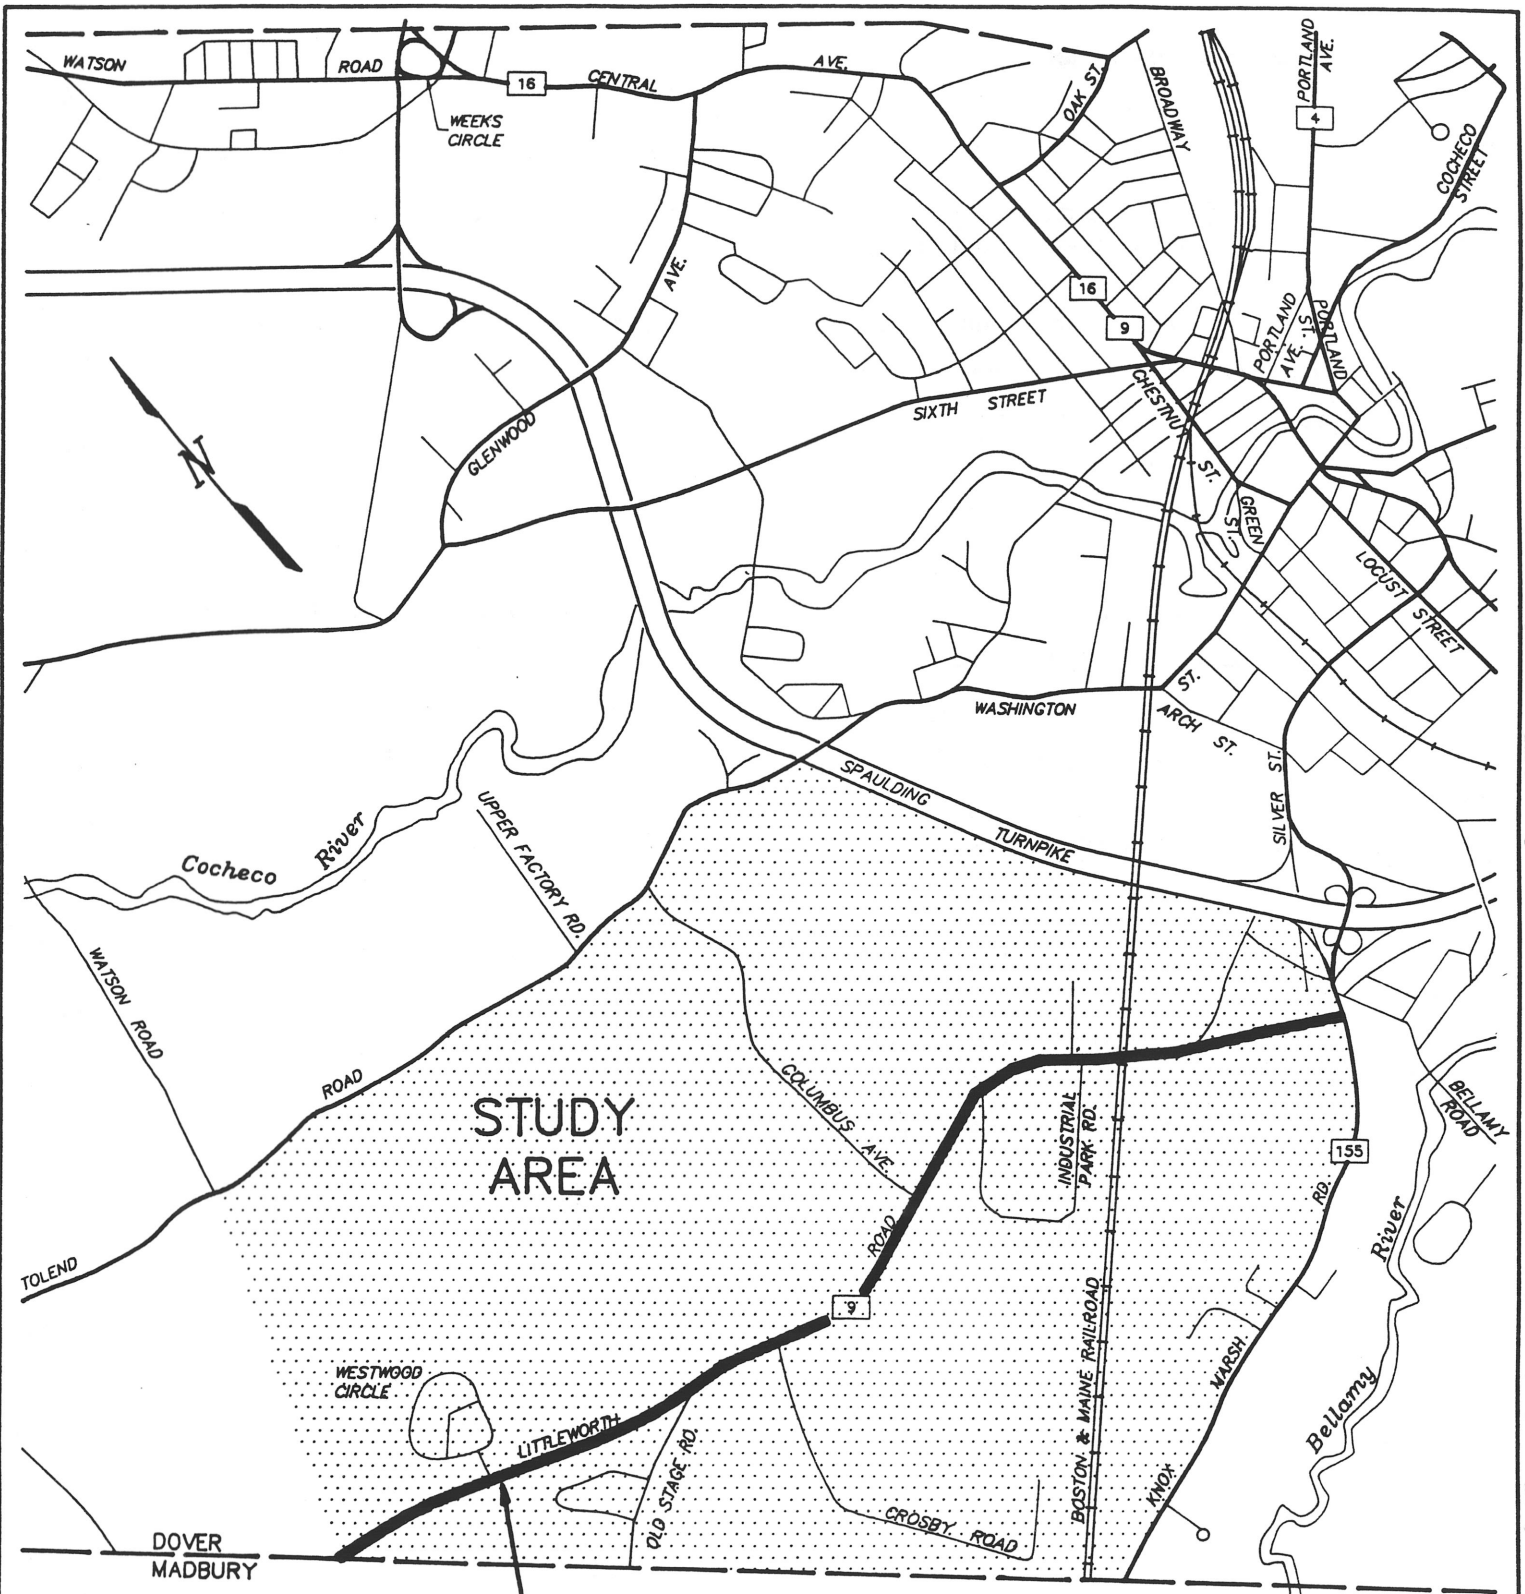 WATSON
ROAD
16
CENTRAL
AVE.
WEEKS
CIRCLE
OAK ST.
BROADWAY
PORTLAND
AVE.
4
COCHECO
STREET
AVE.
16
9
PORTLAND
AVE.
PORTLAND
ST.
GLENWOOD
SIXTH STREET
CHESTNUT
ST.
GREEN
ST.
LOCUST
STREET
N
WASHINGTON
ST.
ARCH ST.
SILVER ST.
SPAULDING
TURNPIKE
UPPER FACTORY RD.
Cocheco
River
WATSON ROAD
ROAD
TOLEND
STUDY
AREA
COLUMBUS AVE.
INDUSTRIAL
PARK RD.
BELLAMY
ROAD
155
RD.
MARSH
KNOX
River
Bellamy
ROAD
9
LITTLEWORTH
WESTWOOD
CIRCLE
OLD STAGE RD.
CROSBY ROAD
BOSTON & MAINE RAILROAD
DOVER
MADBURY